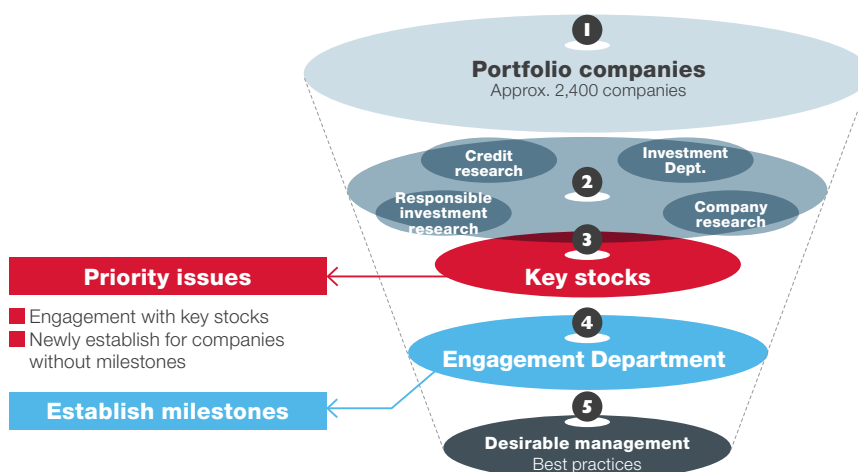 1
Portfolio companies
Approx. 2,400 companies
Credit
research
Investment
Dept.
2
Responsible
investment
research
Company
research
3
Key stocks
Priority issues
Engagement with key stocks
Newly establish for companies
without milestones
4
Engagement Department
Establish milestones
5
Desirable management
Best practices